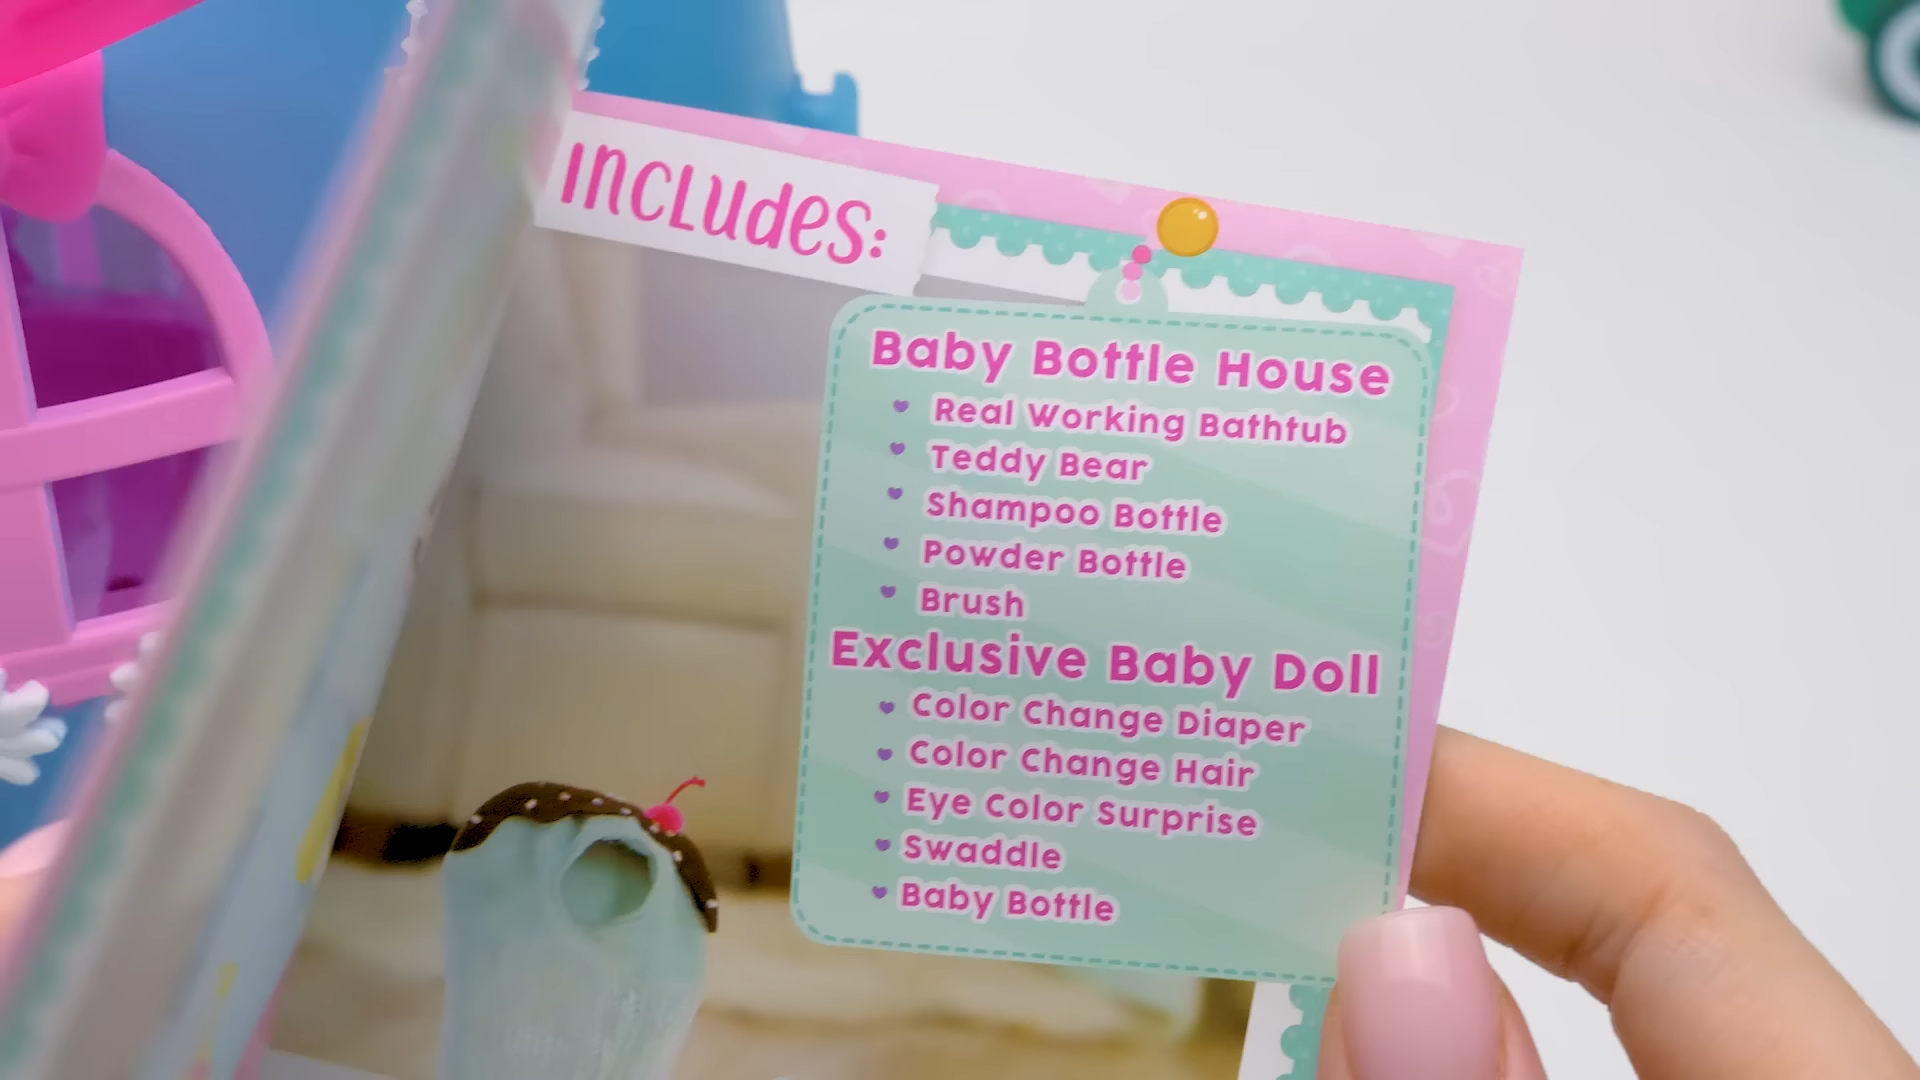 Includes:
Baby Bottle House
Real Working Bathtub
Teddy Bear
Shampoo Bottle
Powder Bottle
Brush
Exclusive Baby Doll
Color Change Diaper
Color Change Hair
Eye Color Surprise
Swaddle
Baby Bottle